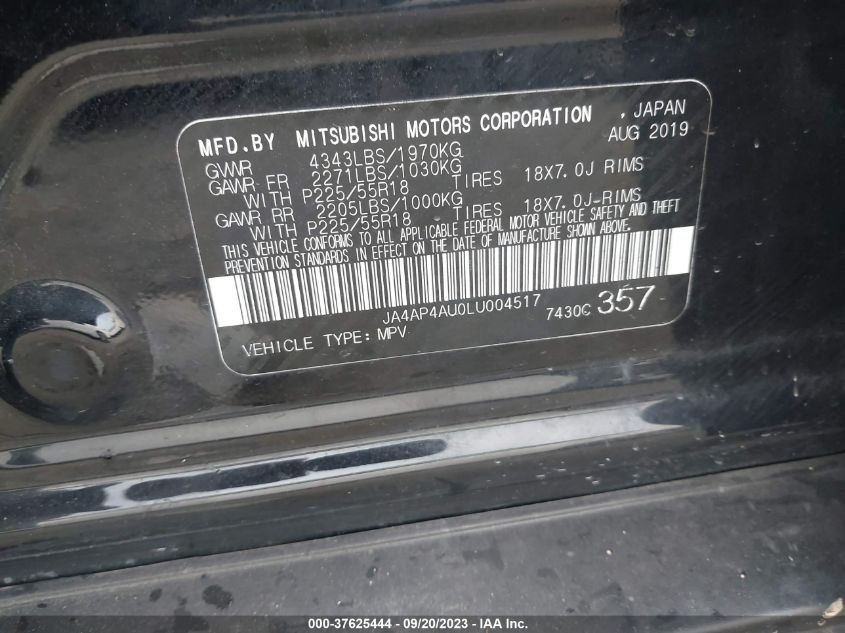 MFD.BY MITSUBISHI MOTORS CORPORATION , JAPAN
AUG 2019
GVWR 4343LBS/1970KG
GAWR FR 2271LBS/1030KG
WITH P225/55R18 TIRES 18X7.0J RIMS
GAWR RR 2205LBS/1000KG
WITH P225/55R18 TIRES 18X7.0J-RIMS
THIS VEHICLE CONFORMS TO ALL APPLICABLE FEDERAL MOTOR VEHICLE SAFETY AND THEFT
PREVENTION STANDARDS IN EFFECT ON THE DATE OF MANUFACTURE SHOWN ABOVE.
JA4AP4AU0LU004517 7430C 357
VEHICLE TYPE: MPV
000-37625444 - 09/20/2023 - IAA Inc.